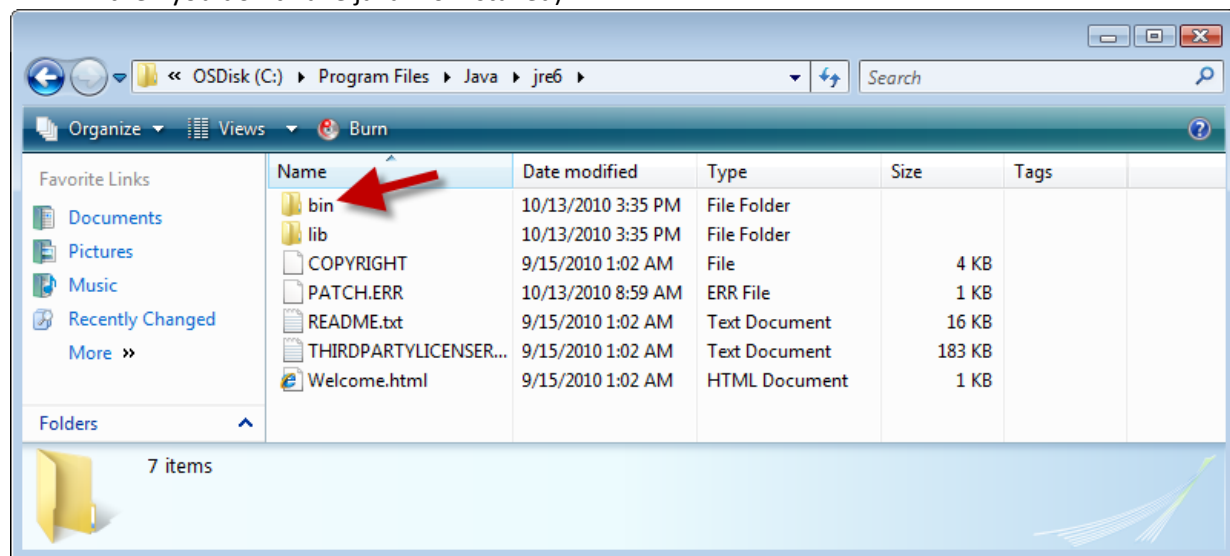 « OSDisk (C:) ▸ Program Files ▸ Java ▸ jre6 ▸ Search
Organize Views Burn
Favorite Links
Documents
Pictures
Music
Recently Changed
More »
Folders
Name Date modified Type Size Tags
bin 10/13/2010 3:35 PM File Folder
lib 10/13/2010 3:35 PM File Folder
COPYRIGHT 9/15/2010 1:02 AM File 4 KB
PATCH.ERR 10/13/2010 8:59 AM ERR File 1 KB
README.txt 9/15/2010 1:02 AM Text Document 16 KB
THIRDPARTYLICENSER... 9/15/2010 1:02 AM Text Document 183 KB
Welcome.html 9/15/2010 1:02 AM HTML Document 1 KB
7 items